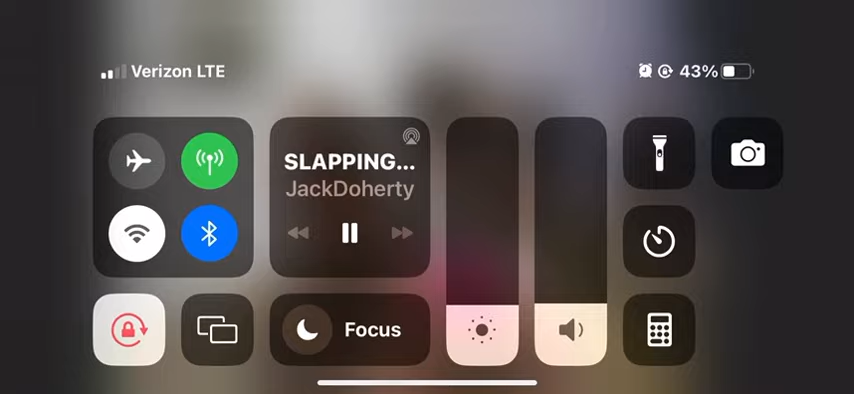 Verizon LTE
43%
SLAPPING...
JackDoherty
Focus